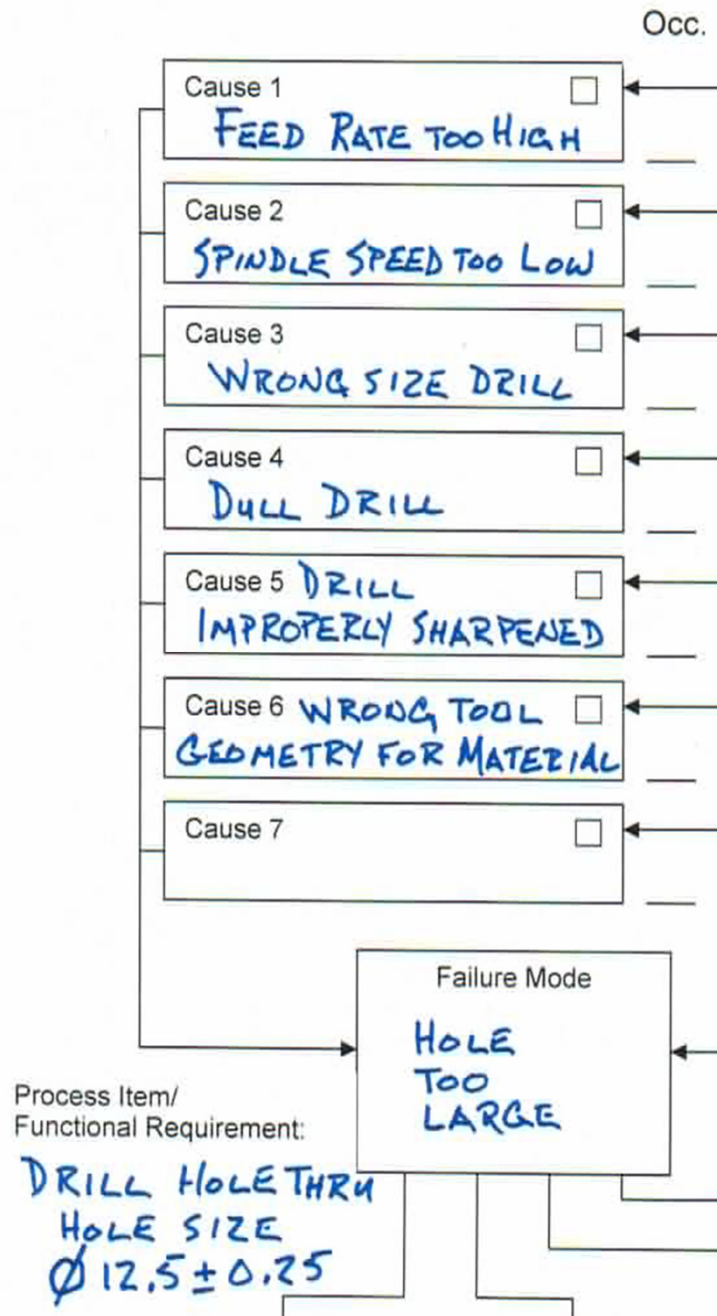 Occ.
Cause 1
FEED RATE TOO HIGH
Cause 2
SPINDLE SPEED TOO LOW
Cause 3
WRONG SIZE DRILL
Cause 4
DULL DRILL
Cause 5 DRILL
IMPROPERLY SHARPENED
Cause 6 WRONG TOOL
GEOMETRY FOR MATERIAL
Cause 7
Failure Mode
HOLE
TOO
LARGE
Process Item/
Functional Requirement:
DRILL HOLE THRU
HOLE SIZE
Ø 12.5 ± 0.25